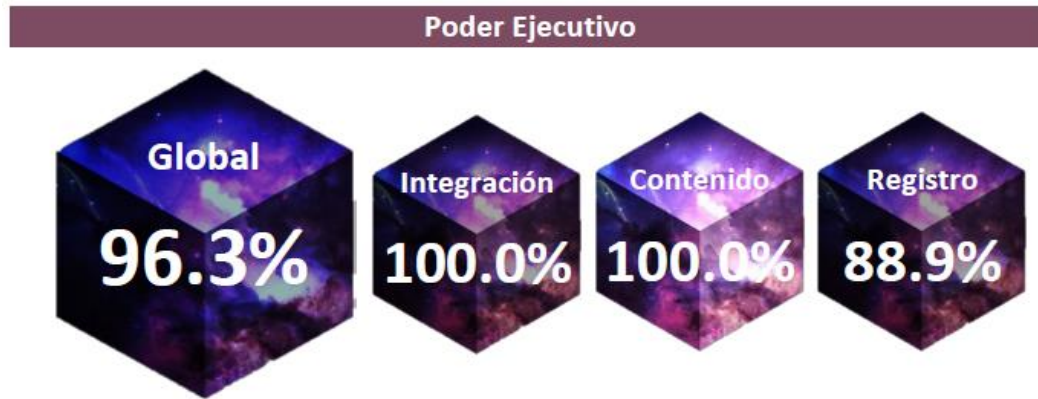 Poder Ejecutivo
Global
96.3%
Integración
100.0%
Contenido
100.0%
Registro
88.9%